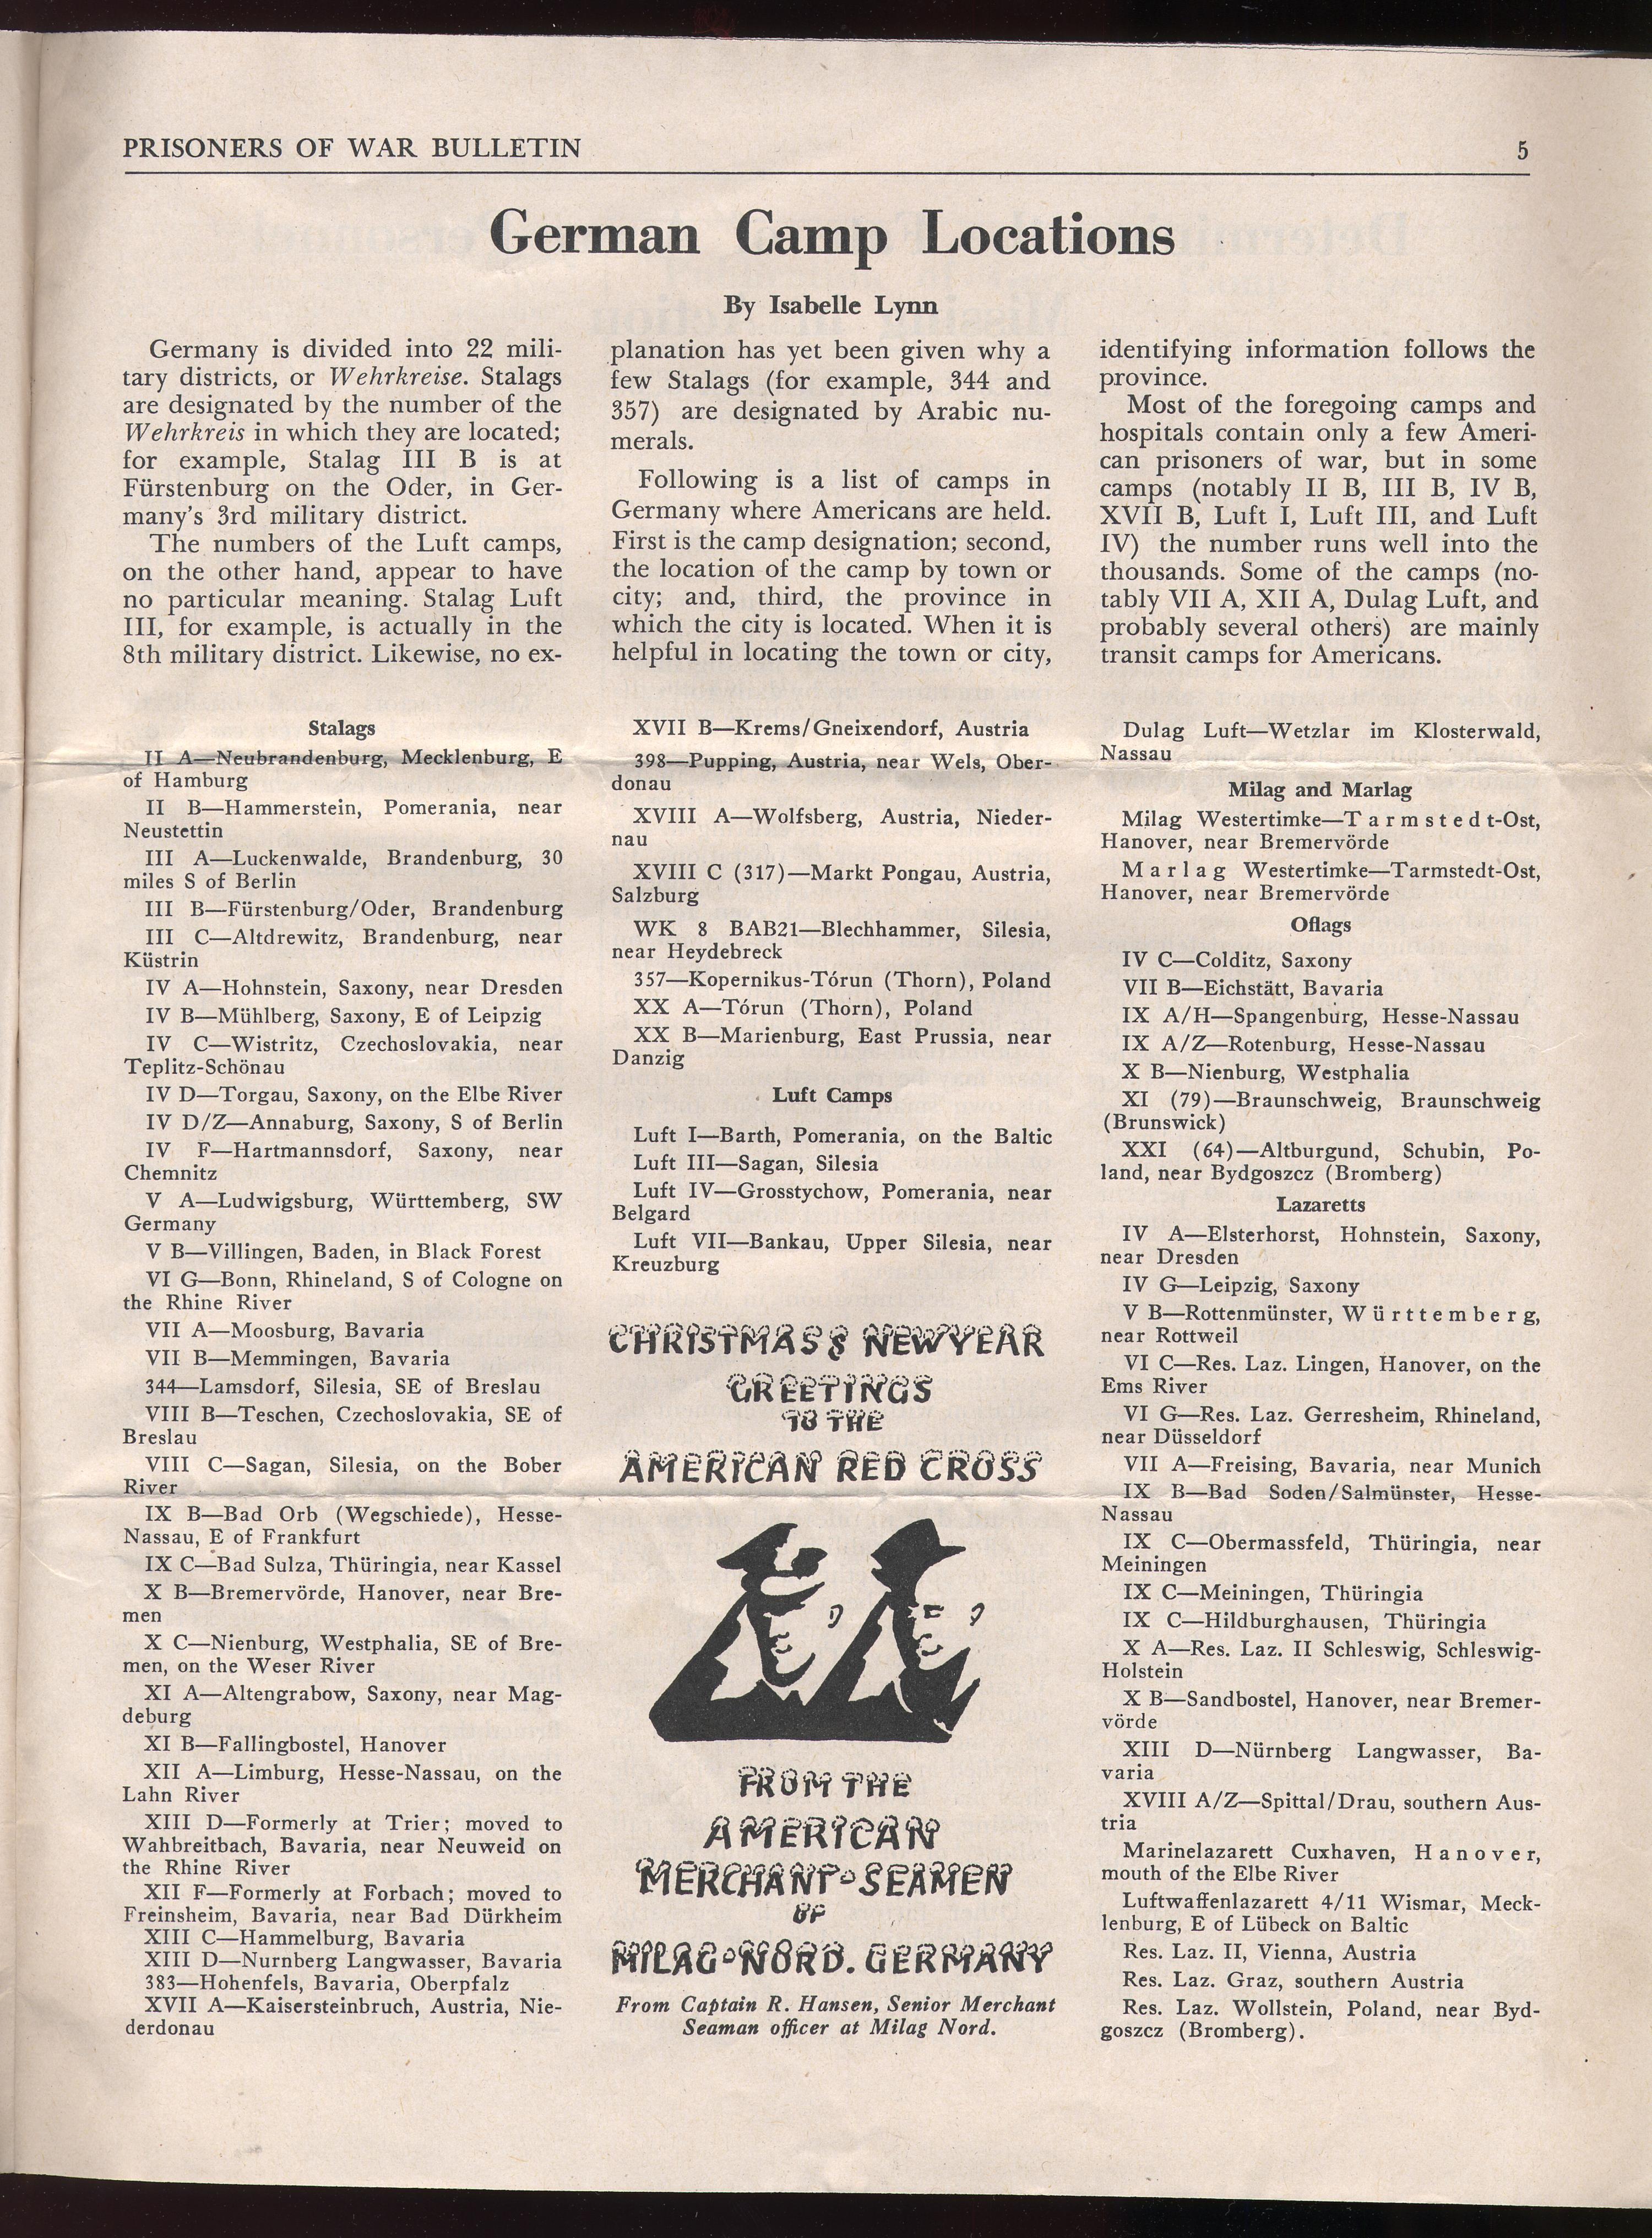 PRISONERS OF WAR BULLETIN 5
German Camp Locations
By Isabelle Lynn
Germany is divided into 22 mili-
tary districts, or Wehrkreise. Stalags
are designated by the number of the
Wehrkreis in which they are located;
for example, Stalag III B is at
Fürstenburg on the Oder, in Ger-
many's 3rd military district.
The numbers of the Luft camps,
on the other hand, appear to have
no particular meaning. Stalag Luft
III, for example, is actually in the
8th military district. Likewise, no ex-
planation has yet been given why a
few Stalags (for example, 344 and
357) are designated by Arabic nu-
merals.
Following is a list of camps in
Germany where Americans are held.
First is the camp designation; second,
the location of the camp by town or
city; and, third, the province in
which the city is located. When it is
helpful in locating the town or city,
identifying information follows the
province.
Most of the foregoing camps and
hospitals contain only a few Ameri-
can prisoners of war, but in some
camps (notably II B, III B, IV B,
XVII B, Luft I, Luft III, and Luft
IV) the number runs well into the
thousands. Some of the camps (no-
tably VII A, XII A, Dulag Luft, and
probably several others) are mainly
transit camps for Americans.
Stalags
II A—Neubrandenburg, Mecklenburg, E
of Hamburg
II B—Hammerstein, Pomerania, near
Neustettin
III A—Luckenwalde, Brandenburg, 30
miles S of Berlin
III B—Fürstenburg/Oder, Brandenburg
III C—Altdrewitz, Brandenburg, near
Küstrin
IV A—Hohnstein, Saxony, near Dresden
IV B—Mühlberg, Saxony, E of Leipzig
IV C—Wistritz, Czechoslovakia, near
Teplitz-Schönau
IV D—Torgau, Saxony, on the Elbe River
IV D/Z—Annaburg, Saxony, S of Berlin
IV F—Hartmannsdorf, Saxony, near
Chemnitz
V A—Ludwigsburg, Württemberg, SW
Germany
V B—Villingen, Baden, in Black Forest
VI G—Bonn, Rhineland, S of Cologne on
the Rhine River
VII A—Moosburg, Bavaria
VII B—Memmingen, Bavaria
344—Lamsdorf, Silesia, SE of Breslau
VIII B—Teschen, Czechoslovakia, SE of
Breslau
VIII C—Sagan, Silesia, on the Bober
River
IX B—Bad Orb (Wegschiede), Hesse-
Nassau, E of Frankfurt
IX C—Bad Sulza, Thüringia, near Kassel
X B—Bremervörde, Hanover, near Bre-
men
X C—Nienburg, Westphalia, SE of Bre-
men, on the Weser River
XI A—Altengrabow, Saxony, near Mag-
deburg
XI B—Fallingbostel, Hanover
XII A—Limburg, Hesse-Nassau, on the
Lahn River
XIII D—Formerly at Trier; moved to
Wahbreitbach, Bavaria, near Neuweid on
the Rhine River
XII F—Formerly at Forbach; moved to
Freinsheim, Bavaria, near Bad Dürkheim
XIII C—Hammelburg, Bavaria
XIII D—Nurnberg Langwasser, Bavaria
383—Hohenfels, Bavaria, Oberpfalz
XVII A—Kaisersteinbruch, Austria, Nie-
derdonau
XVII B—Krems/Gneixendorf, Austria
398—Pupping, Austria, near Wels, Ober-
donau
XVIII A—Wolfsberg, Austria, Nieder-
nau
XVIII C (317)—Markt Pongau, Austria,
Salzburg
WK 8 BAB21—Blechhammer, Silesia,
near Heydebreck
357—Kopernikus-Tórun (Thorn), Poland
XX A—Tórun (Thorn), Poland
XX B—Marienburg, East Prussia, near
Danzig
Luft Camps
Luft I—Barth, Pomerania, on the Baltic
Luft III—Sagan, Silesia
Luft IV—Grosstychow, Pomerania, near
Belgard
Luft VII—Bankau, Upper Silesia, near
Kreuzburg
CHRISTMAS & NEW YEAR
GREETINGS
TO THE
AMERICAN RED CROSS
FROM THE
AMERICAN
MERCHANT-SEAMEN
OF
MILAG-NORD. GERMANY
From Captain R. Hansen, Senior Merchant
Seaman officer at Milag Nord.
Dulag Luft—Wetzlar im Klosterwald,
Nassau
Milag and Marlag
Milag Westertimke—Tarmstedt-Ost,
Hanover, near Bremervörde
Marlag Westertimke—Tarmstedt-Ost,
Hanover, near Bremervörde
Oflags
IV C—Colditz, Saxony
VII B—Eichstätt, Bavaria
IX A/H—Spangenburg, Hesse-Nassau
IX A/Z—Rotenburg, Hesse-Nassau
X B—Nienburg, Westphalia
XI (79)—Braunschweig, Braunschweig
(Brunswick)
XXI (64)—Altburgund, Schubin, Po-
land, near Bydgoszcz (Bromberg)
Lazaretts
IV A—Elsterhorst, Hohnstein, Saxony,
near Dresden
IV G—Leipzig, Saxony
V B—Rottenmünster, Württemberg,
near Rottweil
VI C—Res. Laz. Lingen, Hanover, on the
Ems River
VI G—Res. Laz. Gerresheim, Rhineland,
near Düsseldorf
VII A—Freising, Bavaria, near Munich
IX B—Bad Soden/Salmünster, Hesse-
Nassau
IX C—Obermassfeld, Thüringia, near
Meiningen
IX C—Meiningen, Thüringia
IX C—Hildburghausen, Thüringia
X A—Res. Laz. II Schleswig, Schleswig-
Holstein
X B—Sandbostel, Hanover, near Bremer-
vörde
XIII D—Nürnberg Langwasser, Ba-
varia
XVIII A/Z—Spittal/Drau, southern Aus-
tria
Marinelazarett Cuxhaven, Hanover,
mouth of the Elbe River
Luftwaffenlazarett 4/11 Wismar, Meck-
lenburg, E of Lübeck on Baltic
Res. Laz. II, Vienna, Austria
Res. Laz. Graz, southern Austria
Res. Laz. Wollstein, Poland, near Byd-
goszcz (Bromberg).